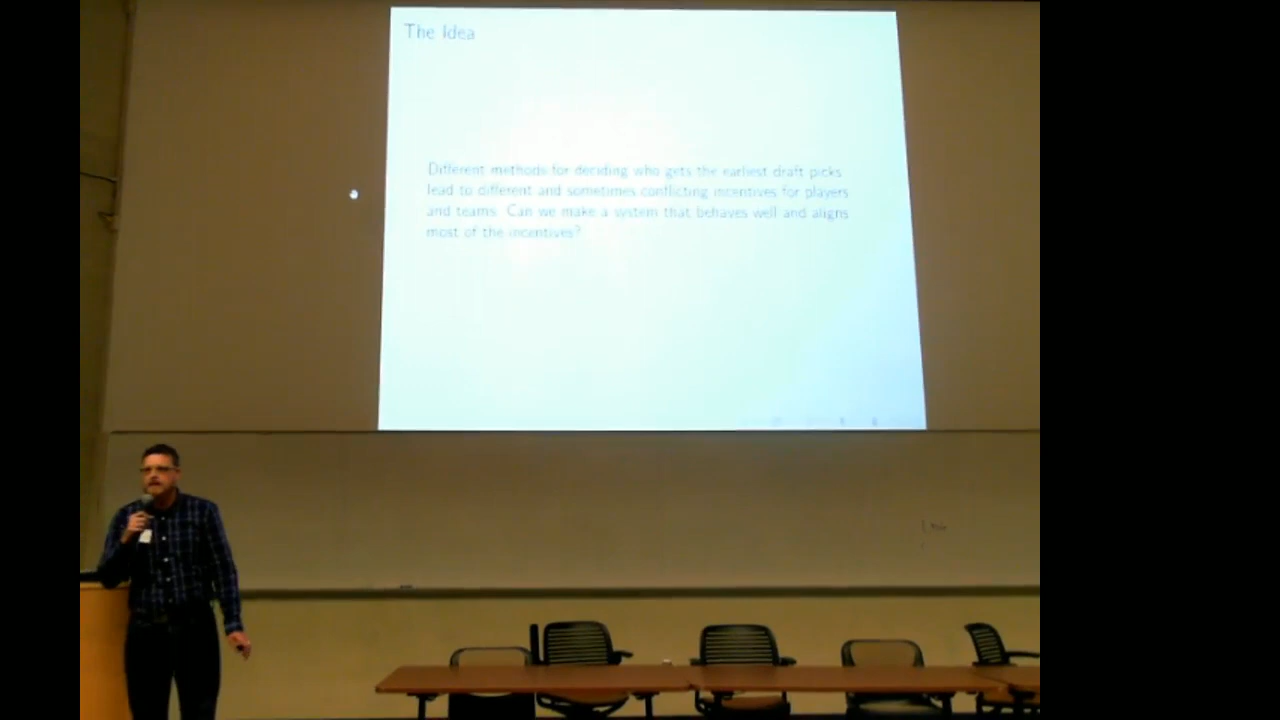 The Idea
Different methods for deciding who gets the earliest draft picks
lead to different and sometimes conflicting incentives for players
and teams. Can we make a system that behaves well and aligns
most of the incentives?